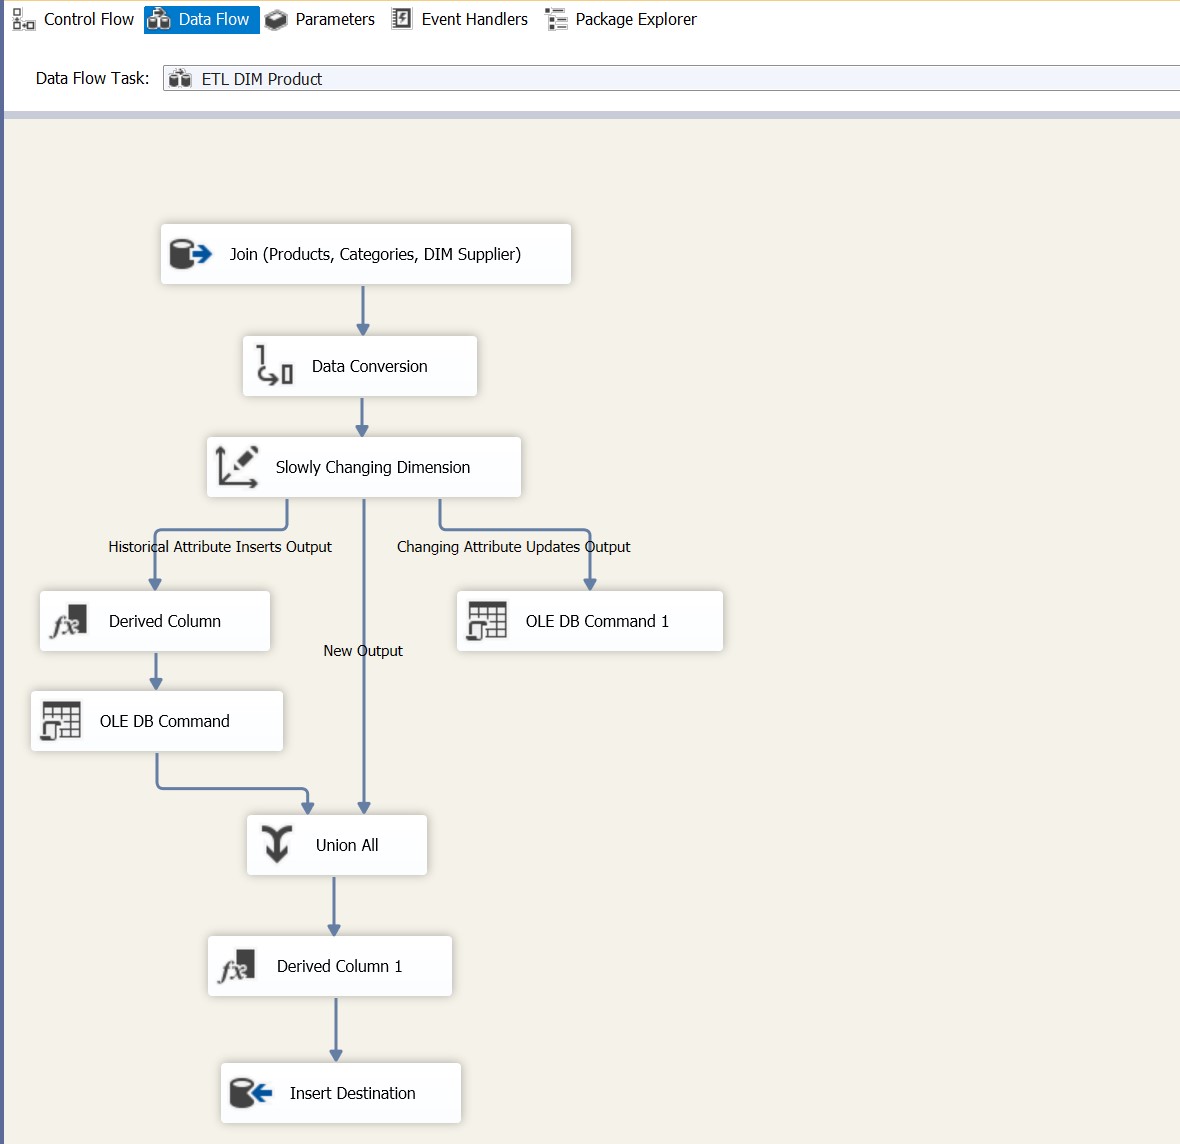 Control Flow Data Flow Parameters Event Handlers Package Explorer
Data Flow Task: ETL DIM Product
Join (Products, Categories, DIM Supplier)
Data Conversion
Slowly Changing Dimension
Historical Attribute Inserts Output
Changing Attribute Updates Output
Derived Column
OLE DB Command 1
New Output
OLE DB Command
Union All
Derived Column 1
Insert Destination